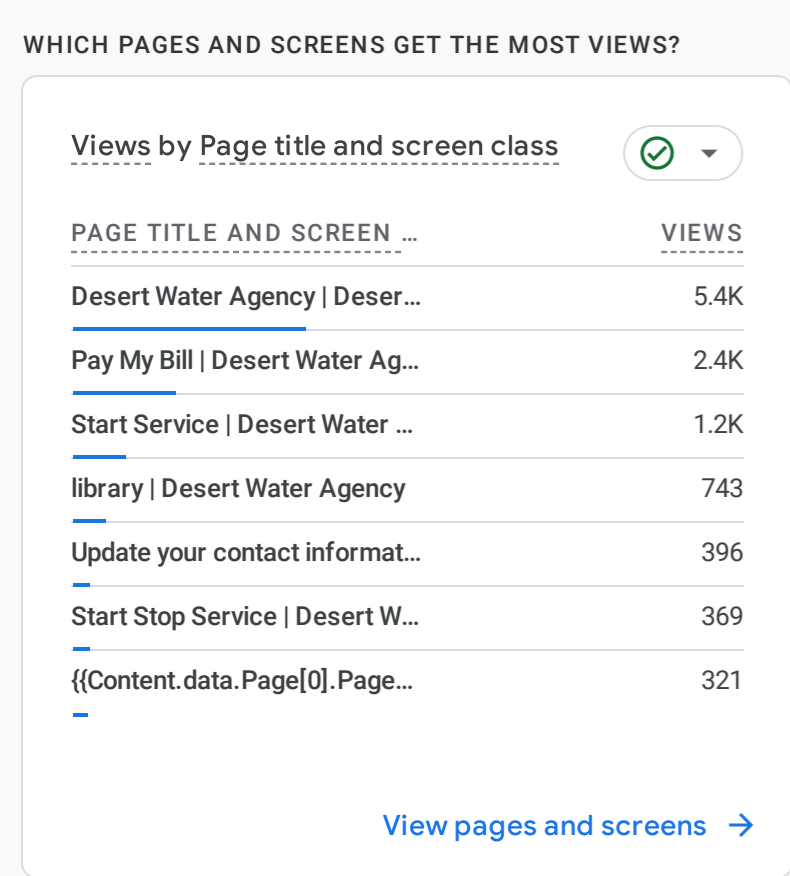 WHICH PAGES AND SCREENS GET THE MOST VIEWS?
Views by Page title and screen class
PAGE TITLE AND SCREEN … VIEWS
Desert Water Agency | Deser… 5.4K
Pay My Bill | Desert Water Ag… 2.4K
Start Service | Desert Water … 1.2K
library | Desert Water Agency 743
Update your contact informat… 396
Start Stop Service | Desert W… 369
{{Content.data.Page[0].Page… 321
View pages and screens →